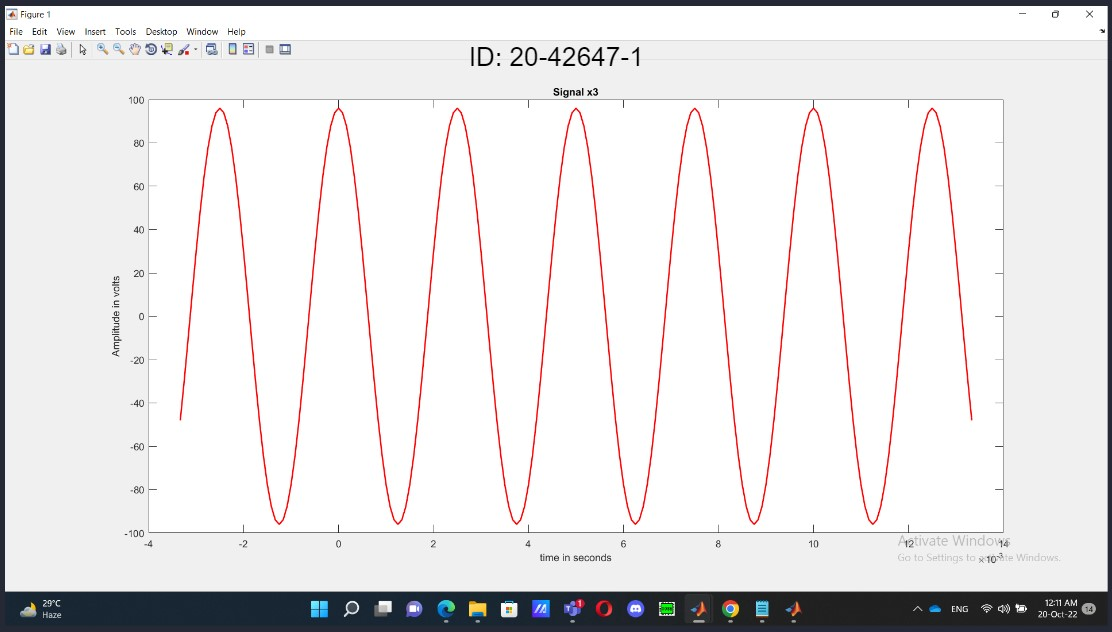 Figure 1
File Edit View Insert Tools Desktop Window Help
ID: 20-42647-1
Signal x3
100
80
60
40
20
0
-20
-40
-60
-80
-100
Amplitude in volts
-4 -2 0 2 4 6 8 10 12 14
time in seconds
×10⁻³
Activate Windows
Go to Settings to activate Windows.
29°C
Haze
1
ENG
12:11 AM
20-Oct-22
14